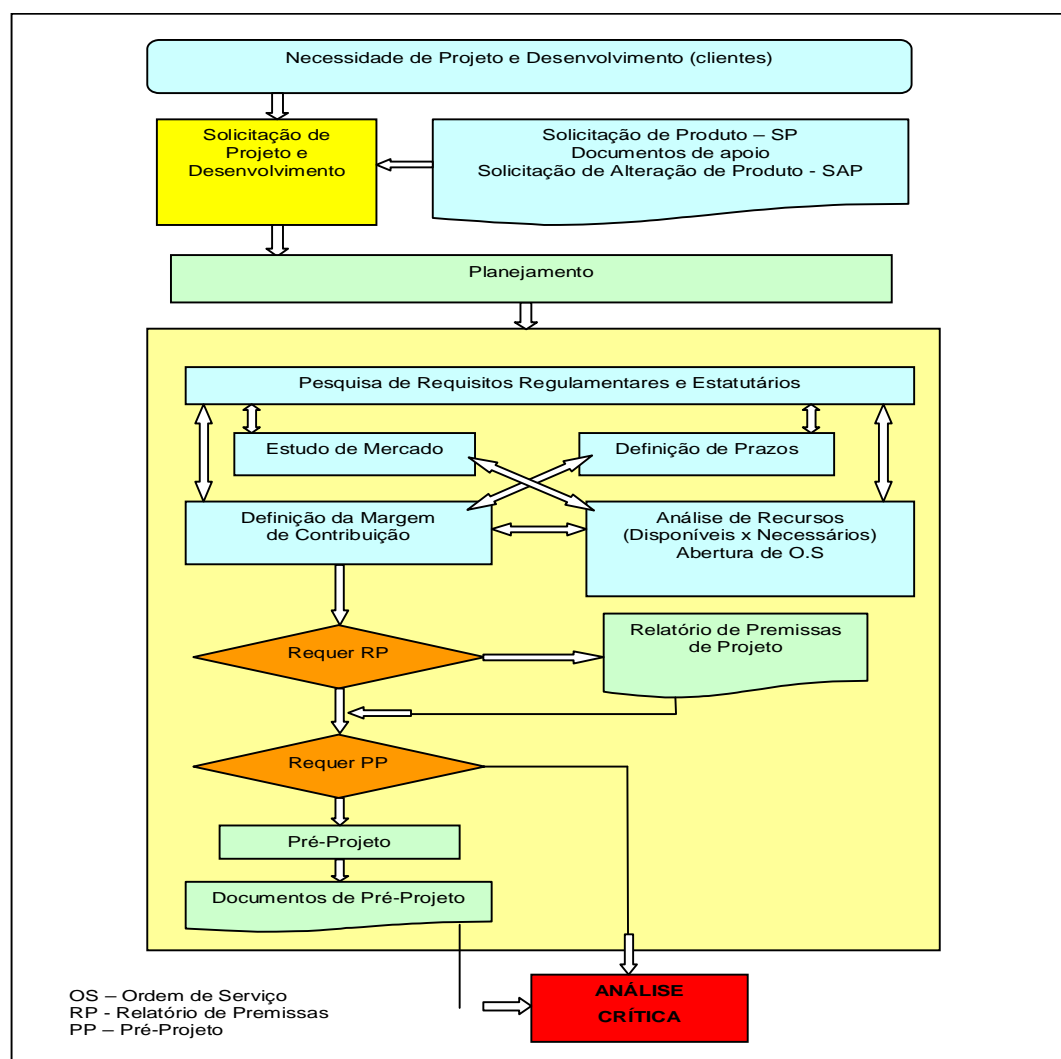 Necessidade de Projeto e Desenvolvimento (clientes)
Solicitação de
Projeto e
Desenvolvimento
Solicitação de Produto – SP
Documentos de apoio
Solicitação de Alteração de Produto - SAP
Planejamento
Pesquisa de Requisitos Regulamentares e Estatutários
Estudo de Mercado
Definição de Prazos
Definição da Margem
de Contribuição
Análise de Recursos
(Disponíveis x Necessários)
Abertura de O.S
Requer RP
Relatório de Premissas
de Projeto
Requer PP
Pré-Projeto
Documentos de Pré-Projeto
OS – Ordem de Serviço
RP - Relatório de Premissas
PP – Pré-Projeto
ANÁLISE
CRÍTICA